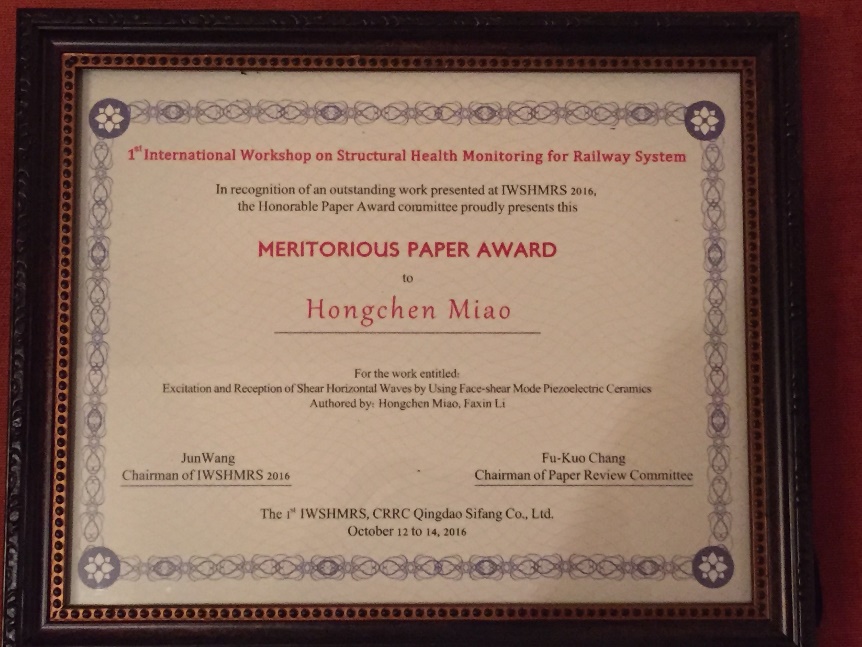 1st International Workshop on Structural Health Monitoring for Railway System
In recognition of an outstanding work presented at IWSHMRS 2016,
the Honorable Paper Award committee proudly presents this
MERITORIOUS PAPER AWARD
to
Hongchen Miao
For the work entitled:
Excitation and Reception of Shear Horizontal Waves by Using Face-shear Mode Piezoelectric Ceramics
Authored by: Hongchen Miao, Faxin Li
JunWang
Chairman of IWSHMRS 2016
Fu-Kuo Chang
Chairman of Paper Review Committee
The 1st IWSHMRS, CRRC Qingdao Sifang Co., Ltd.
October 12 to 14, 2016